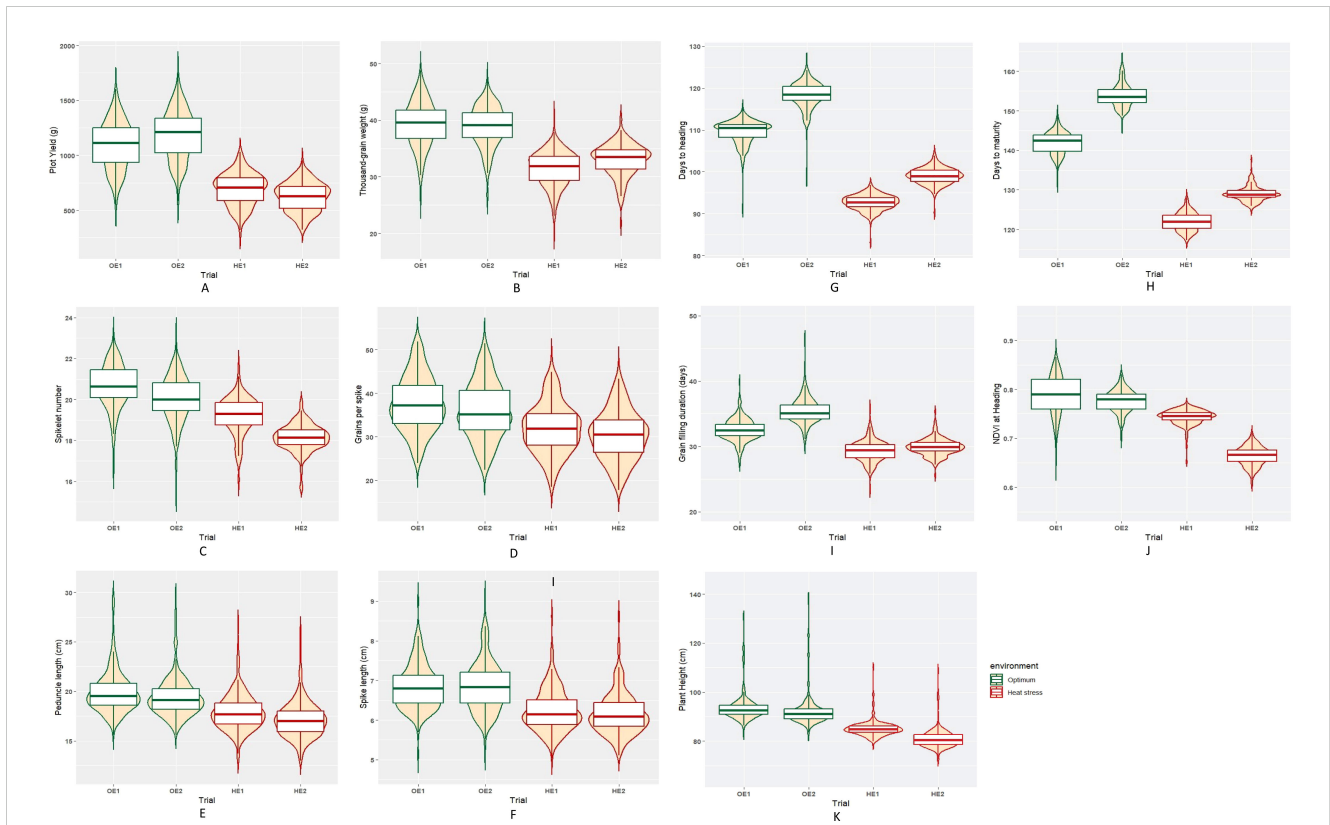 Plot Yield (g)
2000
1500
1000
500
OE1 OE2 HE1 HE2
Trial
A
Thousand-grain weight (g)
50
40
30
20
OE1 OE2 HE1 HE2
Trial
B
Days to heading
130
120
110
100
90
80
OE1 OE2 HE1 HE2
Trial
G
Days to maturity
160
150
140
130
120
OE1 OE2 HE1 HE2
Trial
H
Spikelet number
24
22
20
18
16
OE1 OE2 HE1 HE2
Trial
C
Grains per spike
50
40
30
20
OE1 OE2 HE1 HE2
Trial
D
Grain filling duration (days)
50
40
30
20
OE1 OE2 HE1 HE2
Trial
I
NDVI at Heading
0.9
0.8
0.7
0.6
OE1 OE2 HE1 HE2
Trial
J
Peduncle length (cm)
30
25
20
15
OE1 OE2 HE1 HE2
Trial
E
I
Spike length (cm)
9
8
7
6
5
OE1 OE2 HE1 HE2
Trial
F
Plant Height (cm)
140
120
100
80
OE1 OE2 HE1 HE2
Trial
K
environment
Optimum
Heat stress